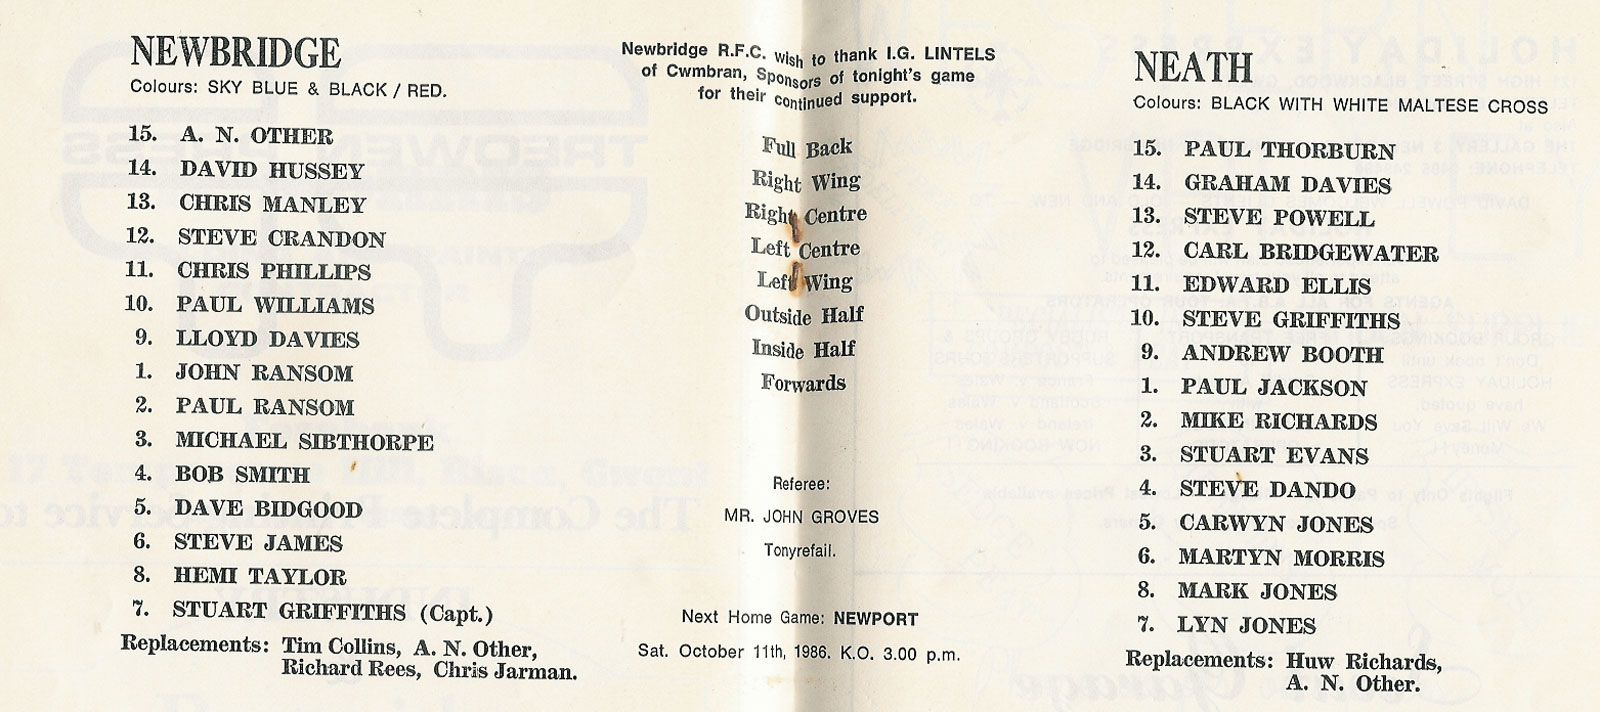 NEWBRIDGE
Colours: SKY BLUE & BLACK / RED.
15. A. N. OTHER
14. DAVID HUSSEY
13. CHRIS MANLEY
12. STEVE CRANDON
11. CHRIS PHILLIPS
10. PAUL WILLIAMS
9. LLOYD DAVIES
1. JOHN RANSOM
2. PAUL RANSOM
3. MICHAEL SIBTHORPE
4. BOB SMITH
5. DAVE BIDGOOD
6. STEVE JAMES
8. HEMI TAYLOR
7. STUART GRIFFITHS (Capt.)
Replacements: Tim Collins, A. N. Other,
Richard Rees, Chris Jarman.
Newbridge R.F.C. wish to thank I.G. LINTELS
of Cwmbran, Sponsors of tonight's game
for their continued support.
Full Back
Right Wing
Right Centre
Left Centre
Left Wing
Outside Half
Inside Half
Forwards
Referee:
MR. JOHN GROVES
Tonyrefail.
Next Home Game: NEWPORT
Sat. October 11th, 1986. K.O. 3.00 p.m.
NEATH
Colours: BLACK WITH WHITE MALTESE CROSS
15. PAUL THORBURN
14. GRAHAM DAVIES
13. STEVE POWELL
12. CARL BRIDGEWATER
11. EDWARD ELLIS
10. STEVE GRIFFITHS
9. ANDREW BOOTH
1. PAUL JACKSON
2. MIKE RICHARDS
3. STUART EVANS
4. STEVE DANDO
5. CARWYN JONES
6. MARTYN MORRIS
8. MARK JONES
7. LYN JONES
Replacements: Huw Richards,
A. N. Other.